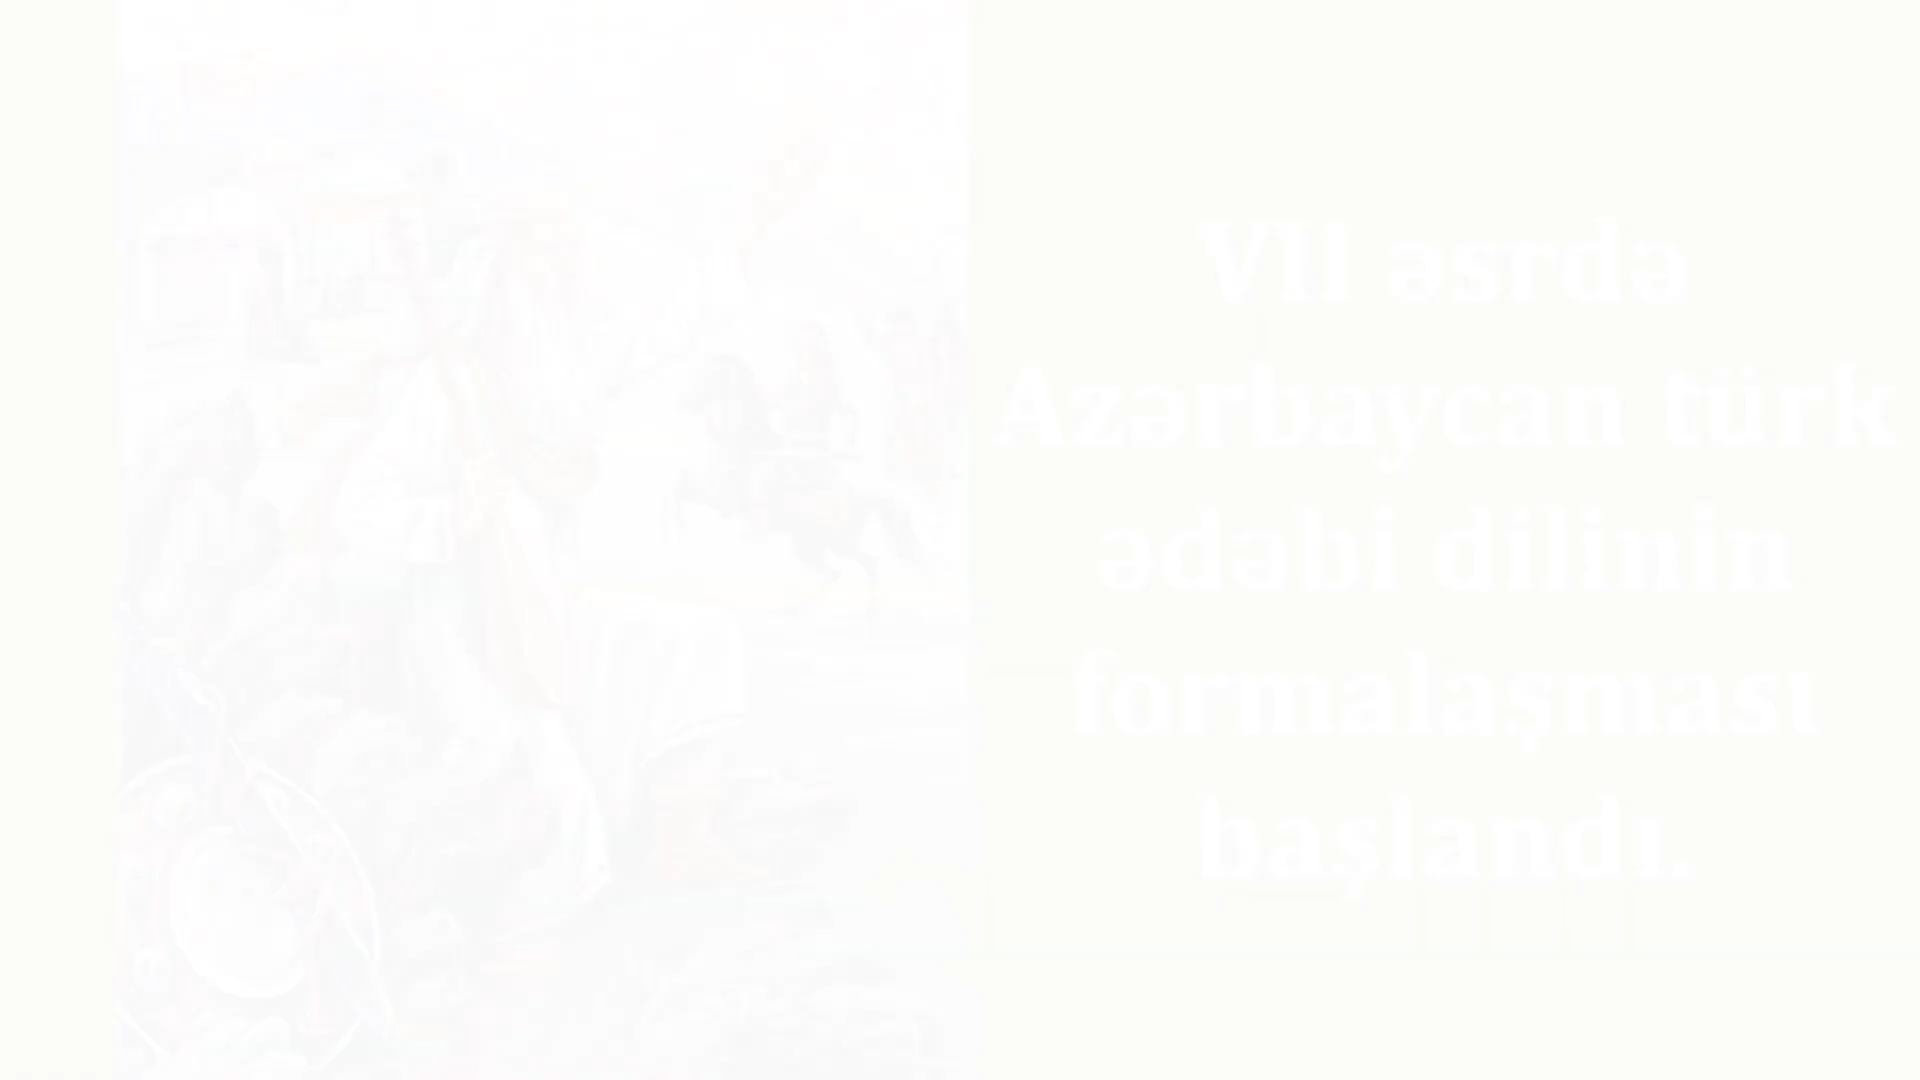 VII əsrdə
Azərbaycan türk
ədəbi dilinin
formalaşması
başlandı.